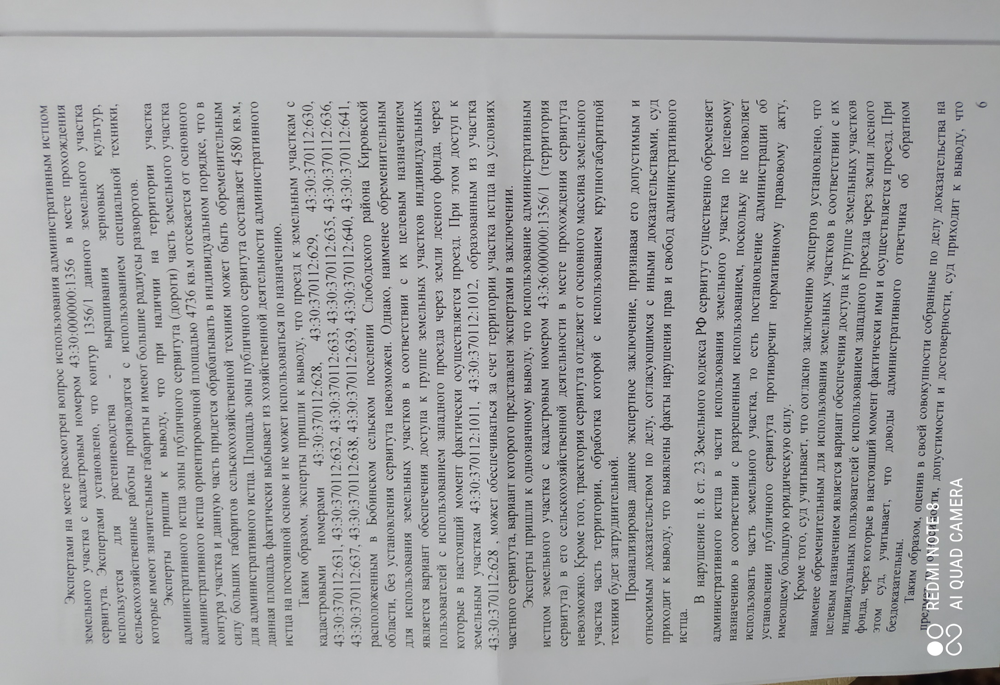 Экспертами на месте рассмотрен вопрос использования административным истцом
земельного участка с кадастровым номером 43:30:000000:1356 в месте прохождения
сервитута. Экспертами установлено, что контур 1356/1 данного земельного участка
используется для растениеводства - выращивания зерновых культур,
сельскохозяйственные работы производятся с использованием специальной техники,
которые имеют значительные габариты и имеют большие радиусы разворотов.
Эксперты пришли к выводу, что при наличии на территории участка
административного истца зоны публичного сервитута (дороги) часть земельного участка
административного истца ориентировочной площадью 4736 кв.м отсекается от основного
контура участка и данную часть придется обрабатывать в индивидуальном порядке, что в
силу больших габаритов сельскохозяйственной техники может быть обременительным
для административного истца. Площадь зоны публичного сервитута составляет 4580 кв.м,
данная площадь фактически выбывает из хозяйственной деятельности административного
истца на постоянной основе и не может использоваться по назначению.
Таким образом, эксперты пришли к выводу, что проезд к земельным участкам с
кадастровыми номерами 43:30:370112:628, 43:30:370112:629, 43:30:370112:630,
43:30:370112:631, 43:30:370112:632, 43:30:370112:633, 43:30:370112:635, 43:30:370112:636,
43:30:370112:637, 43:30:370112:638, 43:30:370112:639, 43:30:370112:640, 43:30:370112:641,
расположенным в Бобинском сельском поселении Слободского района Кировской
области, без установления сервитута невозможен. Однако, наименее обременительным
для использования земельных участков в соответствии с их целевым назначением
является вариант обеспечения доступа к группе земельных участков индивидуальных
пользователей с использованием западного проезда через земли лесного фонда, через
которые в настоящий момент фактически осуществляется проезд. При этом доступ к
земельным участкам 43:30:370112:1011, 43:30:370112:1012, образованным из участка
43:30:370112:628 , может обеспечиваться за счет территории участка истца на условиях
частного сервитута, вариант которого представлен экспертами в заключении.
Эксперты пришли к однозначному выводу, что использование административным
истцом земельного участка с кадастровым номером 43:36:000000:1356/1 (территория
сервитута) в его сельскохозяйственной деятельности в месте прохождения сервитута
невозможно. Кроме того, траектория сервитута отделяет от основного массива земельного
участка часть территории, обработка которой с использованием крупногабаритной
техники будет затруднительной.
Проанализировав данное экспертное заключение, признавая его допустимым и
относимым доказательством по делу, согласующимся с иными доказательствами, суд
приходит к выводу, что выявлены факты нарушения прав и свобод административного
истца.
В нарушение п. 8 ст. 23 Земельного кодекса РФ сервитут существенно обременяет
административного истца в части использования земельного участка по целевому
назначению в соответствии с разрешенным использованием, поскольку не позволяет
использовать часть земельного участка, то есть постановление администрации об
установлении публичного сервитута противоречит нормативному правовому акту,
имеющему большую юридическую силу.
Кроме того, суд учитывает, что согласно заключению экспертов установлено, что
наименее обременительным для использования земельных участков в соответствии с их
целевым назначением является вариант обеспечения доступа к группе земельных участков
индивидуальных пользователей с использованием западного проезда через земли лесного
фонда, через которые в настоящий момент фактически ими и осуществляется проезд. При
этом суд, учитывает, что доводы административного ответчика об обратном
бездоказательны.
Таким образом, оценив в своей совокупности собранные по делу доказательства на
предмет относимости, допустимости и достоверности, суд приходит к выводу, что
6
REDMI NOTE 8
AI QUAD CAMERA